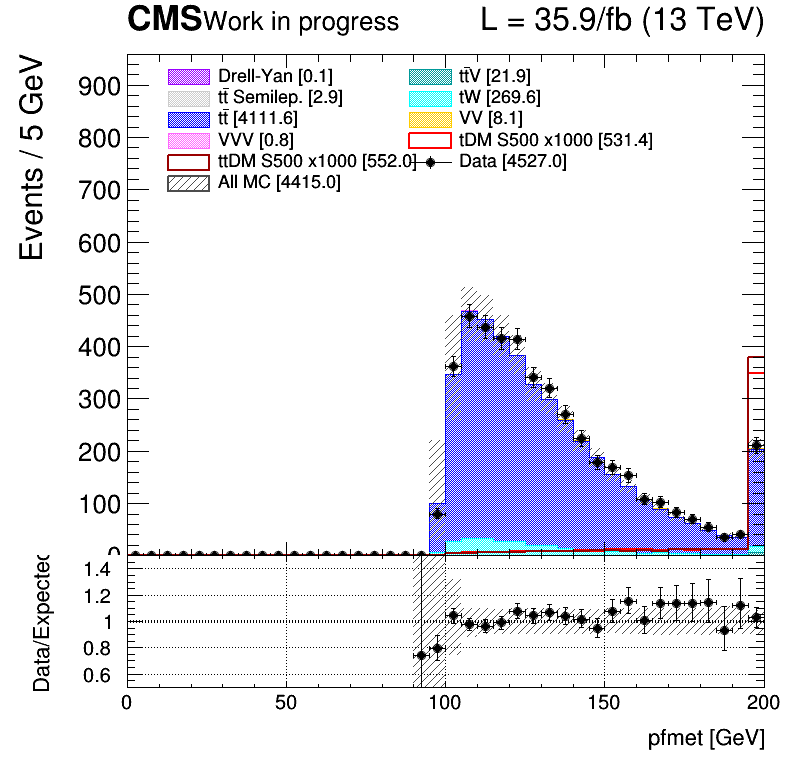 CMS Work in progress L = 35.9/fb (13 TeV)
Events / 5 GeV
900
800
700
600
500
400
300
200
100
0
Drell-Yan [0.1] tt̄V [21.9]
tt̄ Semilep. [2.9] tW [269.6]
tt̄ [4111.6] VV [8.1]
VVV [0.8] tDM S500 x1000 [531.4]
ttDM S500 x1000 [552.0] Data [4527.0]
All MC [4415.0]
Data/Expected
1.4
1.2
1
0.8
0.6
0 50 100 150 200
pfmet [GeV]